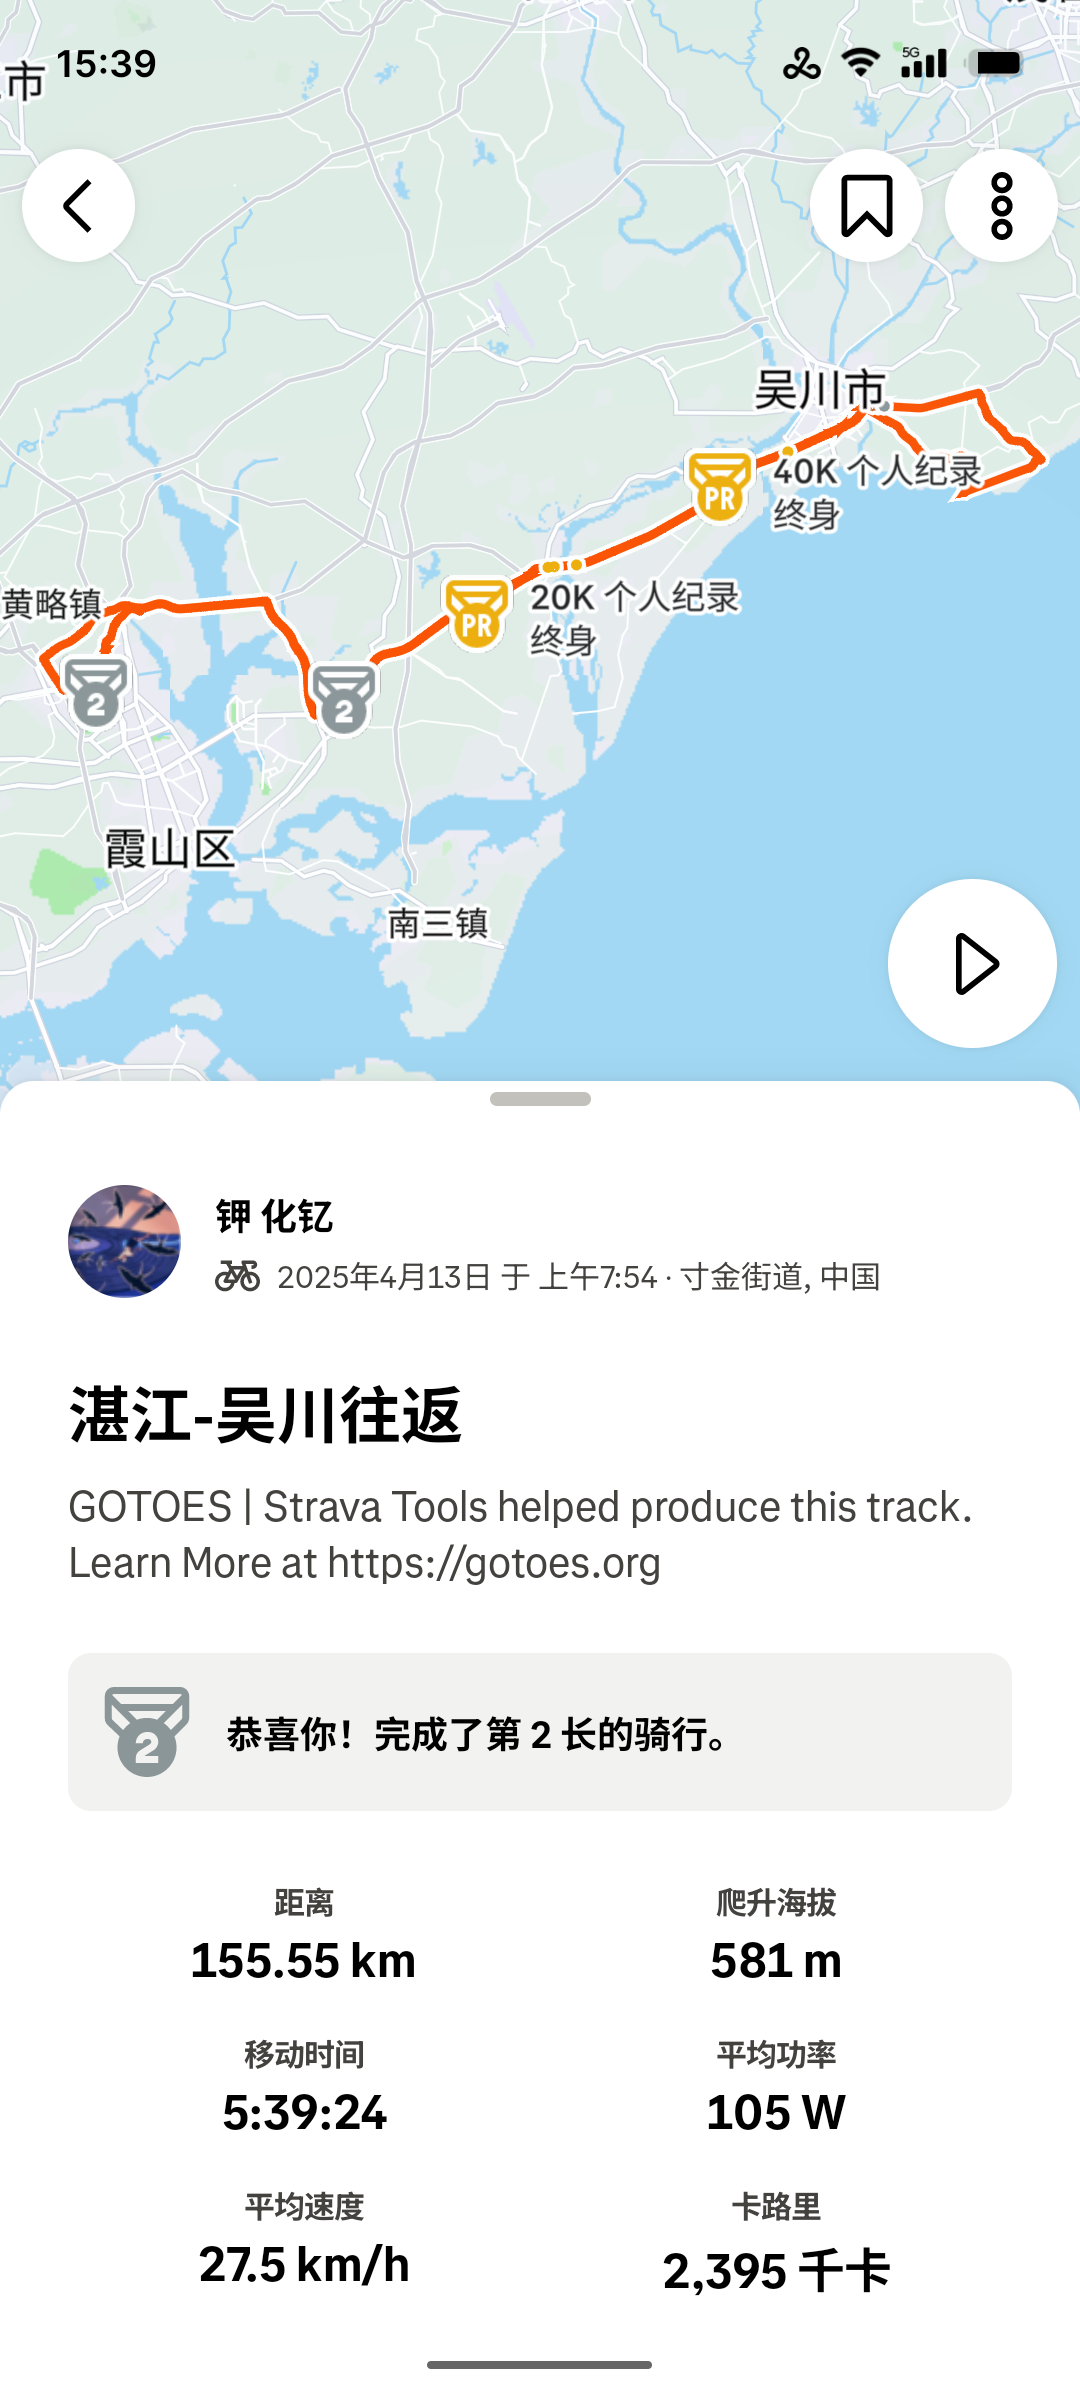 市
15:39
5G
吴川市
PR
40K 个人纪录
终身
黄略镇
PR
20K 个人纪录
终身
2
2
霞山区
南三镇
钾 化钇
2025年4月13日 于 上午7:54 · 寸金街道, 中国
湛江-吴川往返
GOTOES | Strava Tools helped produce this track.
Learn More at https://gotoes.org
2
恭喜你！完成了第 2 长的骑行。
距离
爬升海拔
155.55 km
581 m
移动时间
平均功率
5:39:24
105 W
平均速度
卡路里
27.5 km/h
2,395 千卡